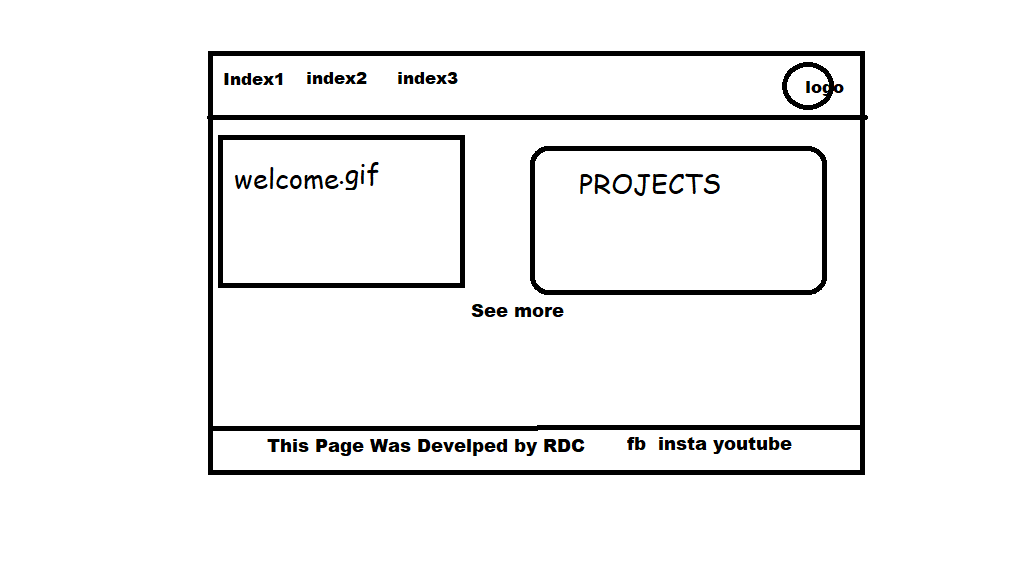 Index1 index2 index3 logo
welcome.gif
PROJECTS
See more
This Page Was Develped by RDC fb insta youtube